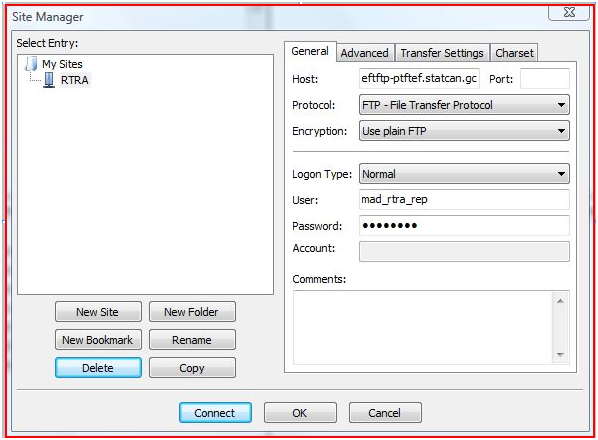 Site Manager
Select Entry:
My Sites
RTRA
New Site
New Folder
New Bookmark
Rename
Delete
Copy
General
Advanced
Transfer Settings
Charset
Host: eftftp-ptftef.statcan.gc Port:
Protocol: FTP - File Transfer Protocol
Encryption: Use plain FTP
Logon Type: Normal
User: mad_rtra_rep
Password: ●●●●●●●●
Account:
Comments:
Connect
OK
Cancel